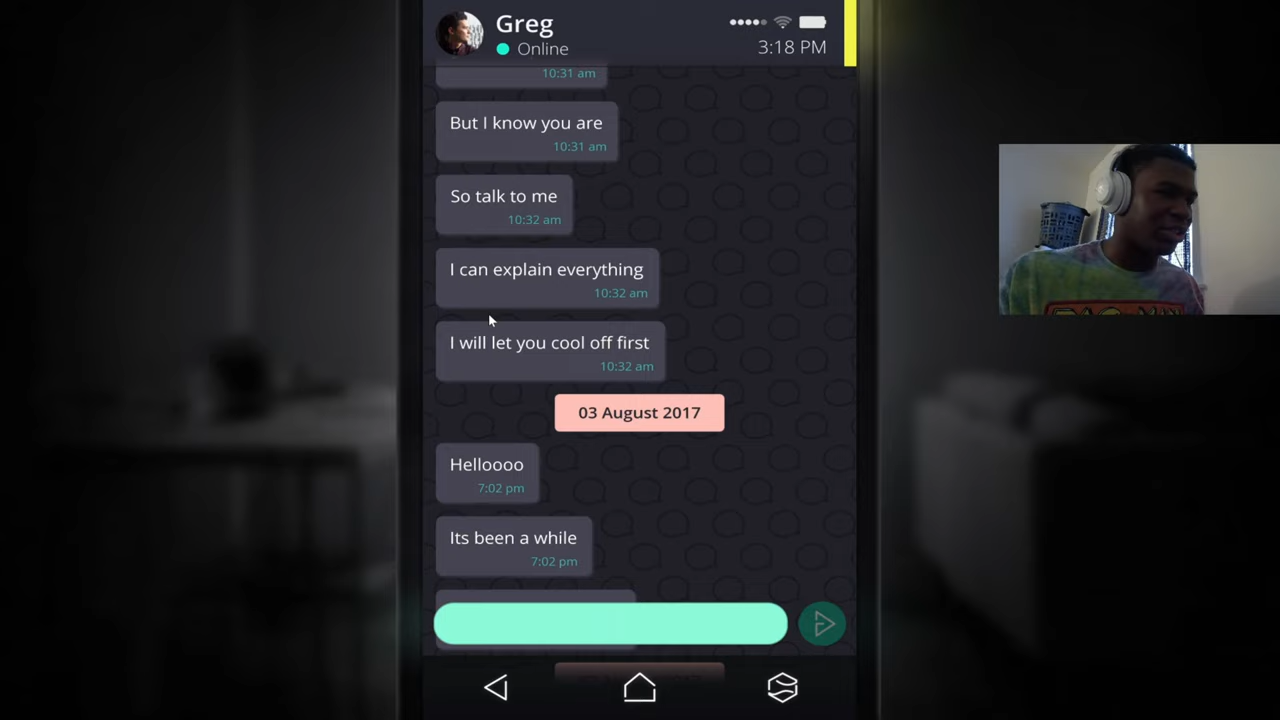 Greg
Online
3:18 PM
10:31 am
But I know you are
10:31 am
So talk to me
10:32 am
I can explain everything
10:32 am
I will let you cool off first
10:32 am
03 August 2017
Helloooo
7:02 pm
Its been a while
7:02 pm